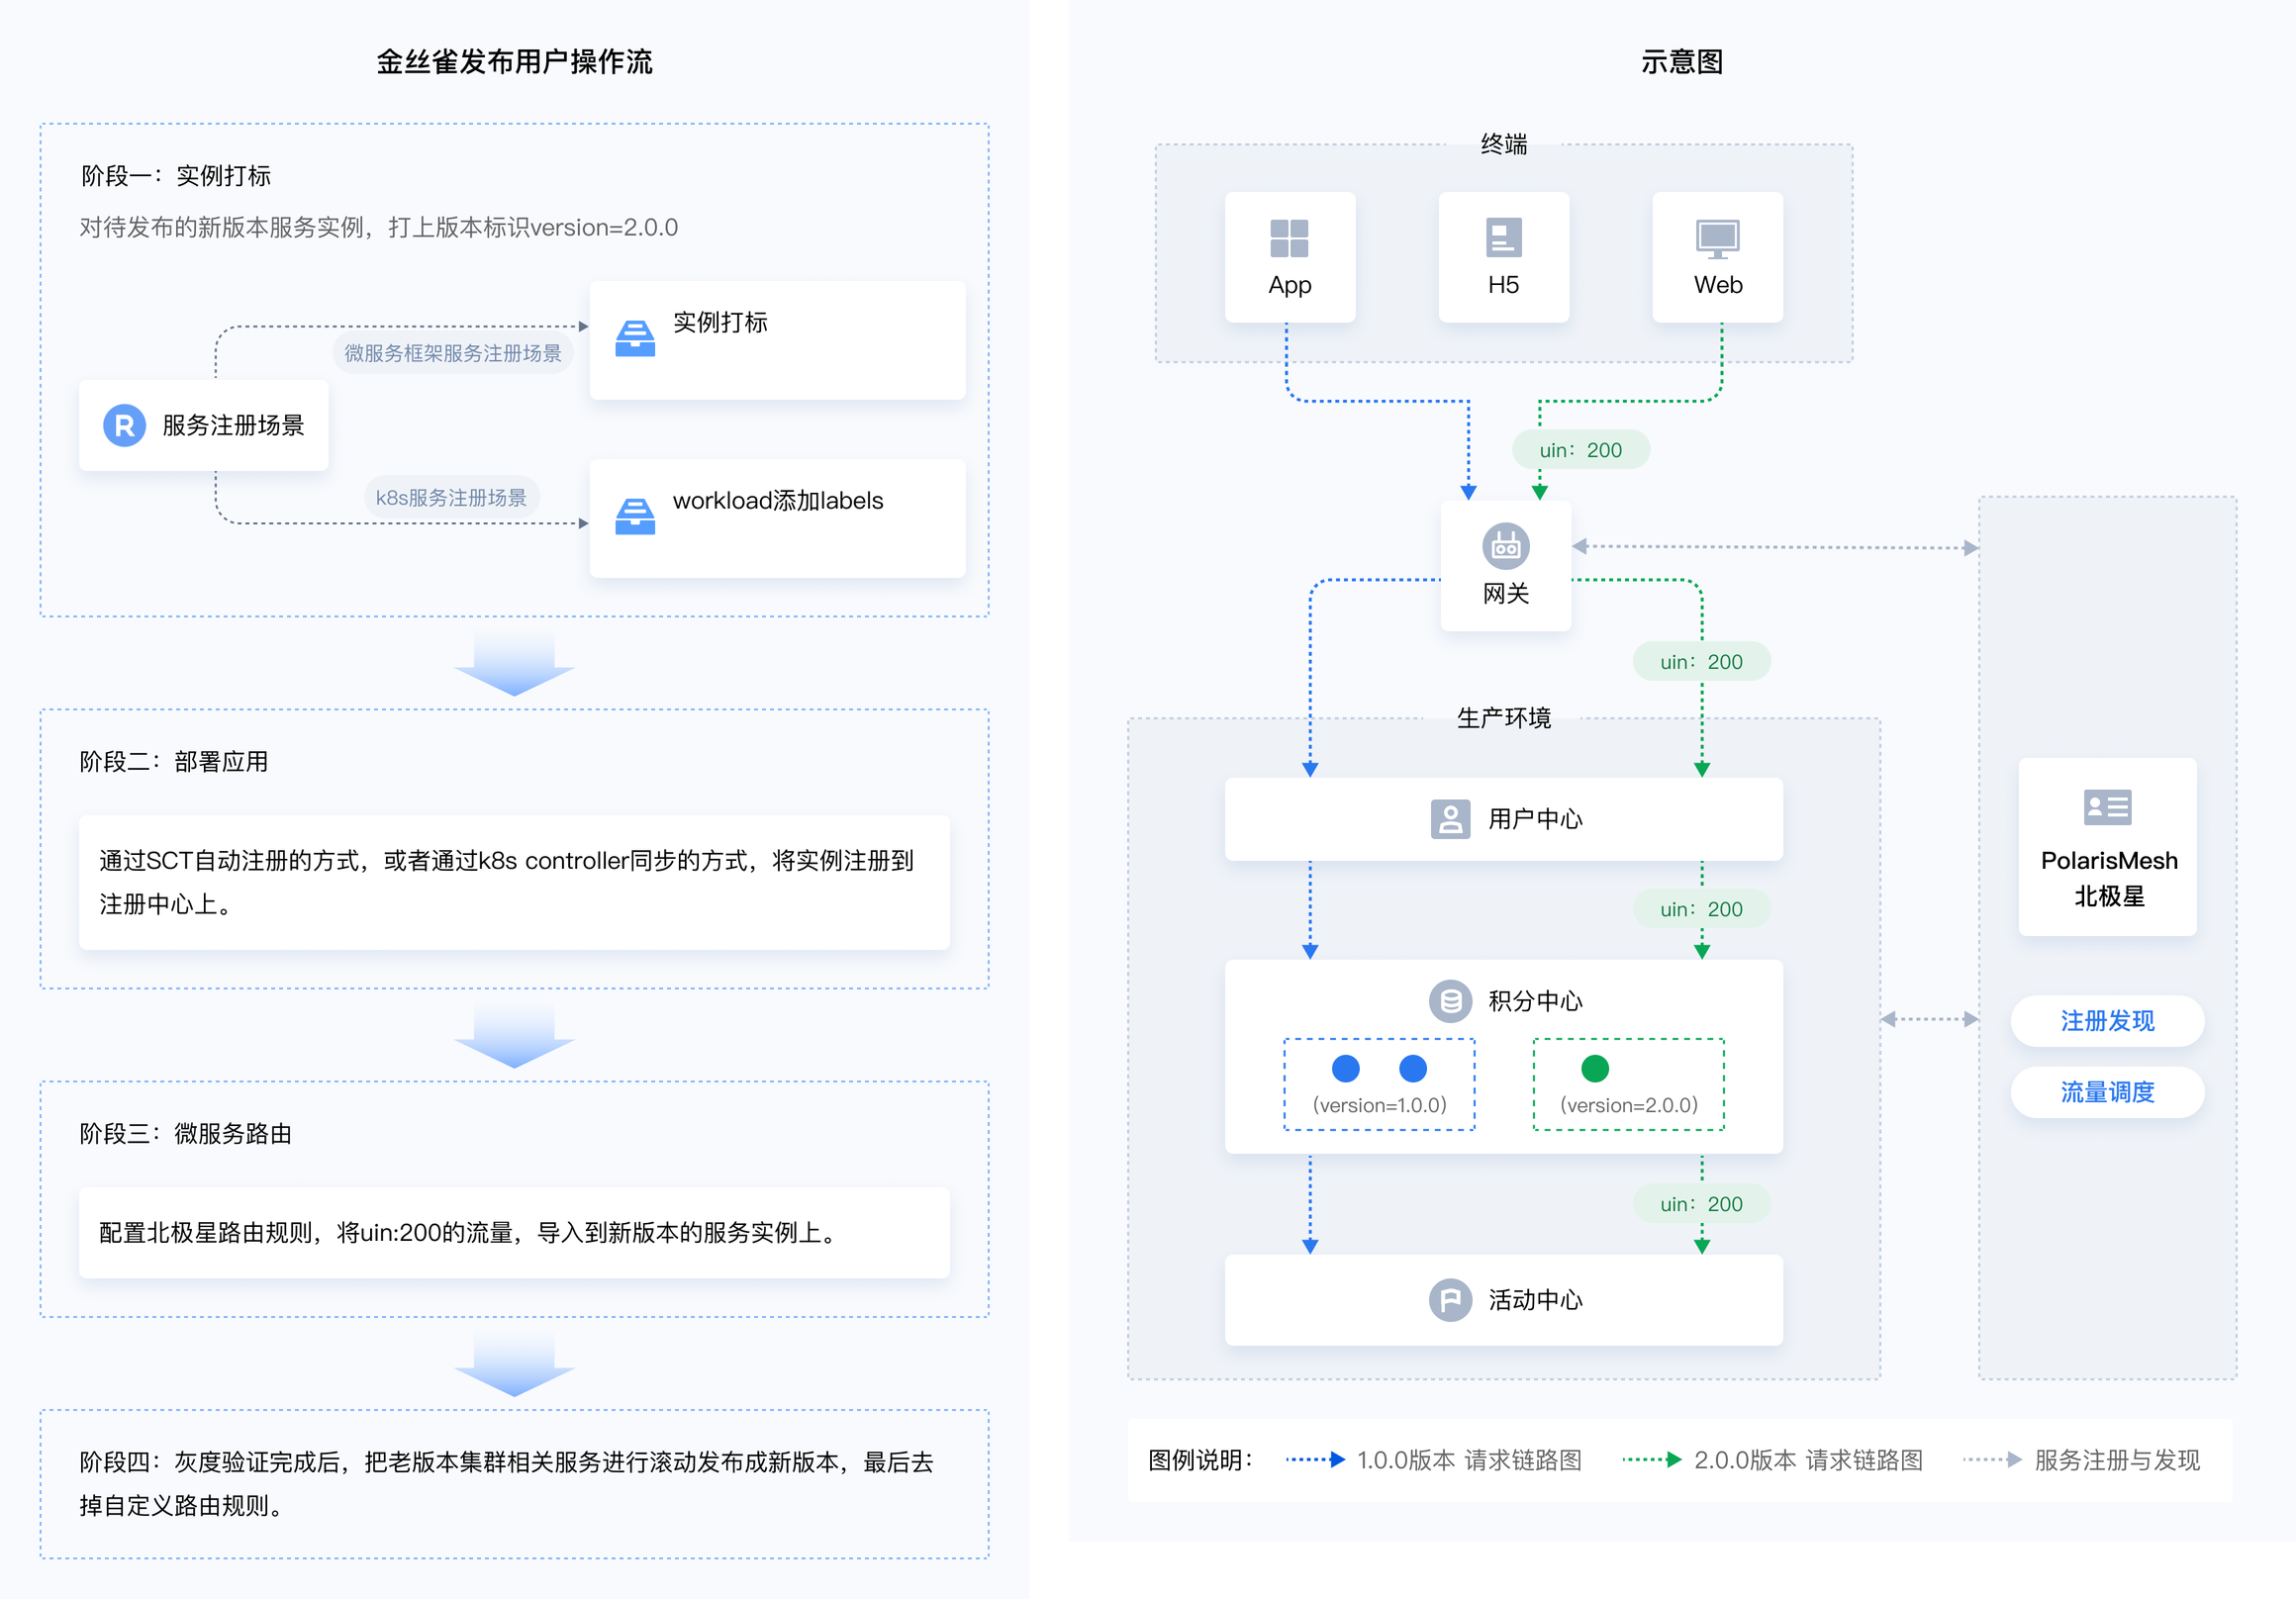 金丝雀发布用户操作流
阶段一：实例打标
对待发布的新版本服务实例，打上版本标识version=2.0.0
微服务框架服务注册场景
实例打标
服务注册场景
k8s服务注册场景
workload添加labels
阶段二：部署应用
通过SCT自动注册的方式，或者通过k8s controller同步的方式，将实例注册到
注册中心上。
阶段三：微服务路由
配置北极星路由规则，将uin:200的流量，导入到新版本的服务实例上。
阶段四：灰度验证完成后，把老版本集群相关服务进行滚动发布成新版本，最后去
掉自定义路由规则。
示意图
终端
App
H5
Web
uin：200
网关
uin：200
生产环境
用户中心
uin：200
积分中心
(version=1.0.0)
(version=2.0.0)
uin：200
活动中心
PolarisMesh
北极星
注册发现
流量调度
图例说明：
1.0.0版本 请求链路图
2.0.0版本 请求链路图
服务注册与发现